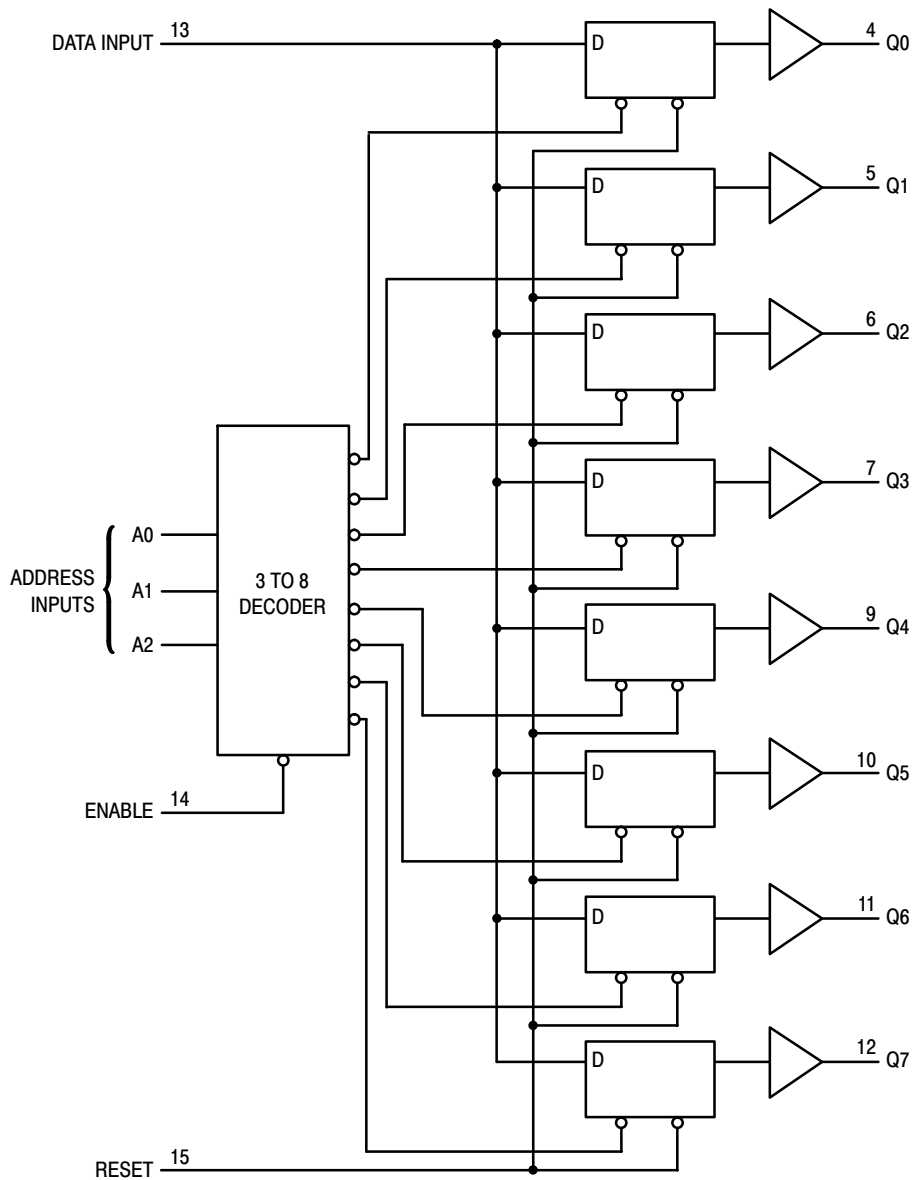 DATA INPUT 13
D
4 Q0
D
5 Q1
D
6 Q2
D
7 Q3
D
9 Q4
D
10 Q5
D
11 Q6
D
12 Q7
ADDRESS
INPUTS
A0
A1
A2
3 TO 8
DECODER
ENABLE 14
RESET 15